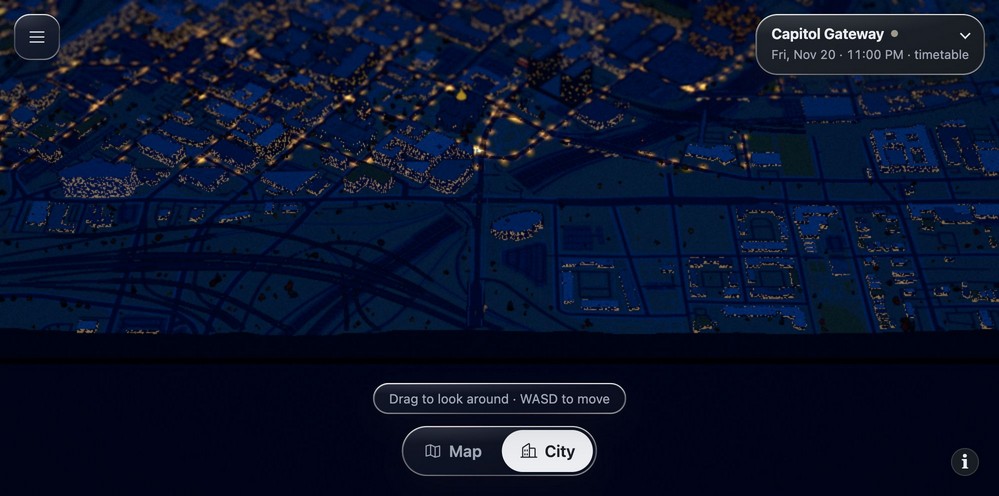 Capitol Gateway
Fri, Nov 20 · 11:00 PM · timetable
Drag to look around · WASD to move
Map
City
i